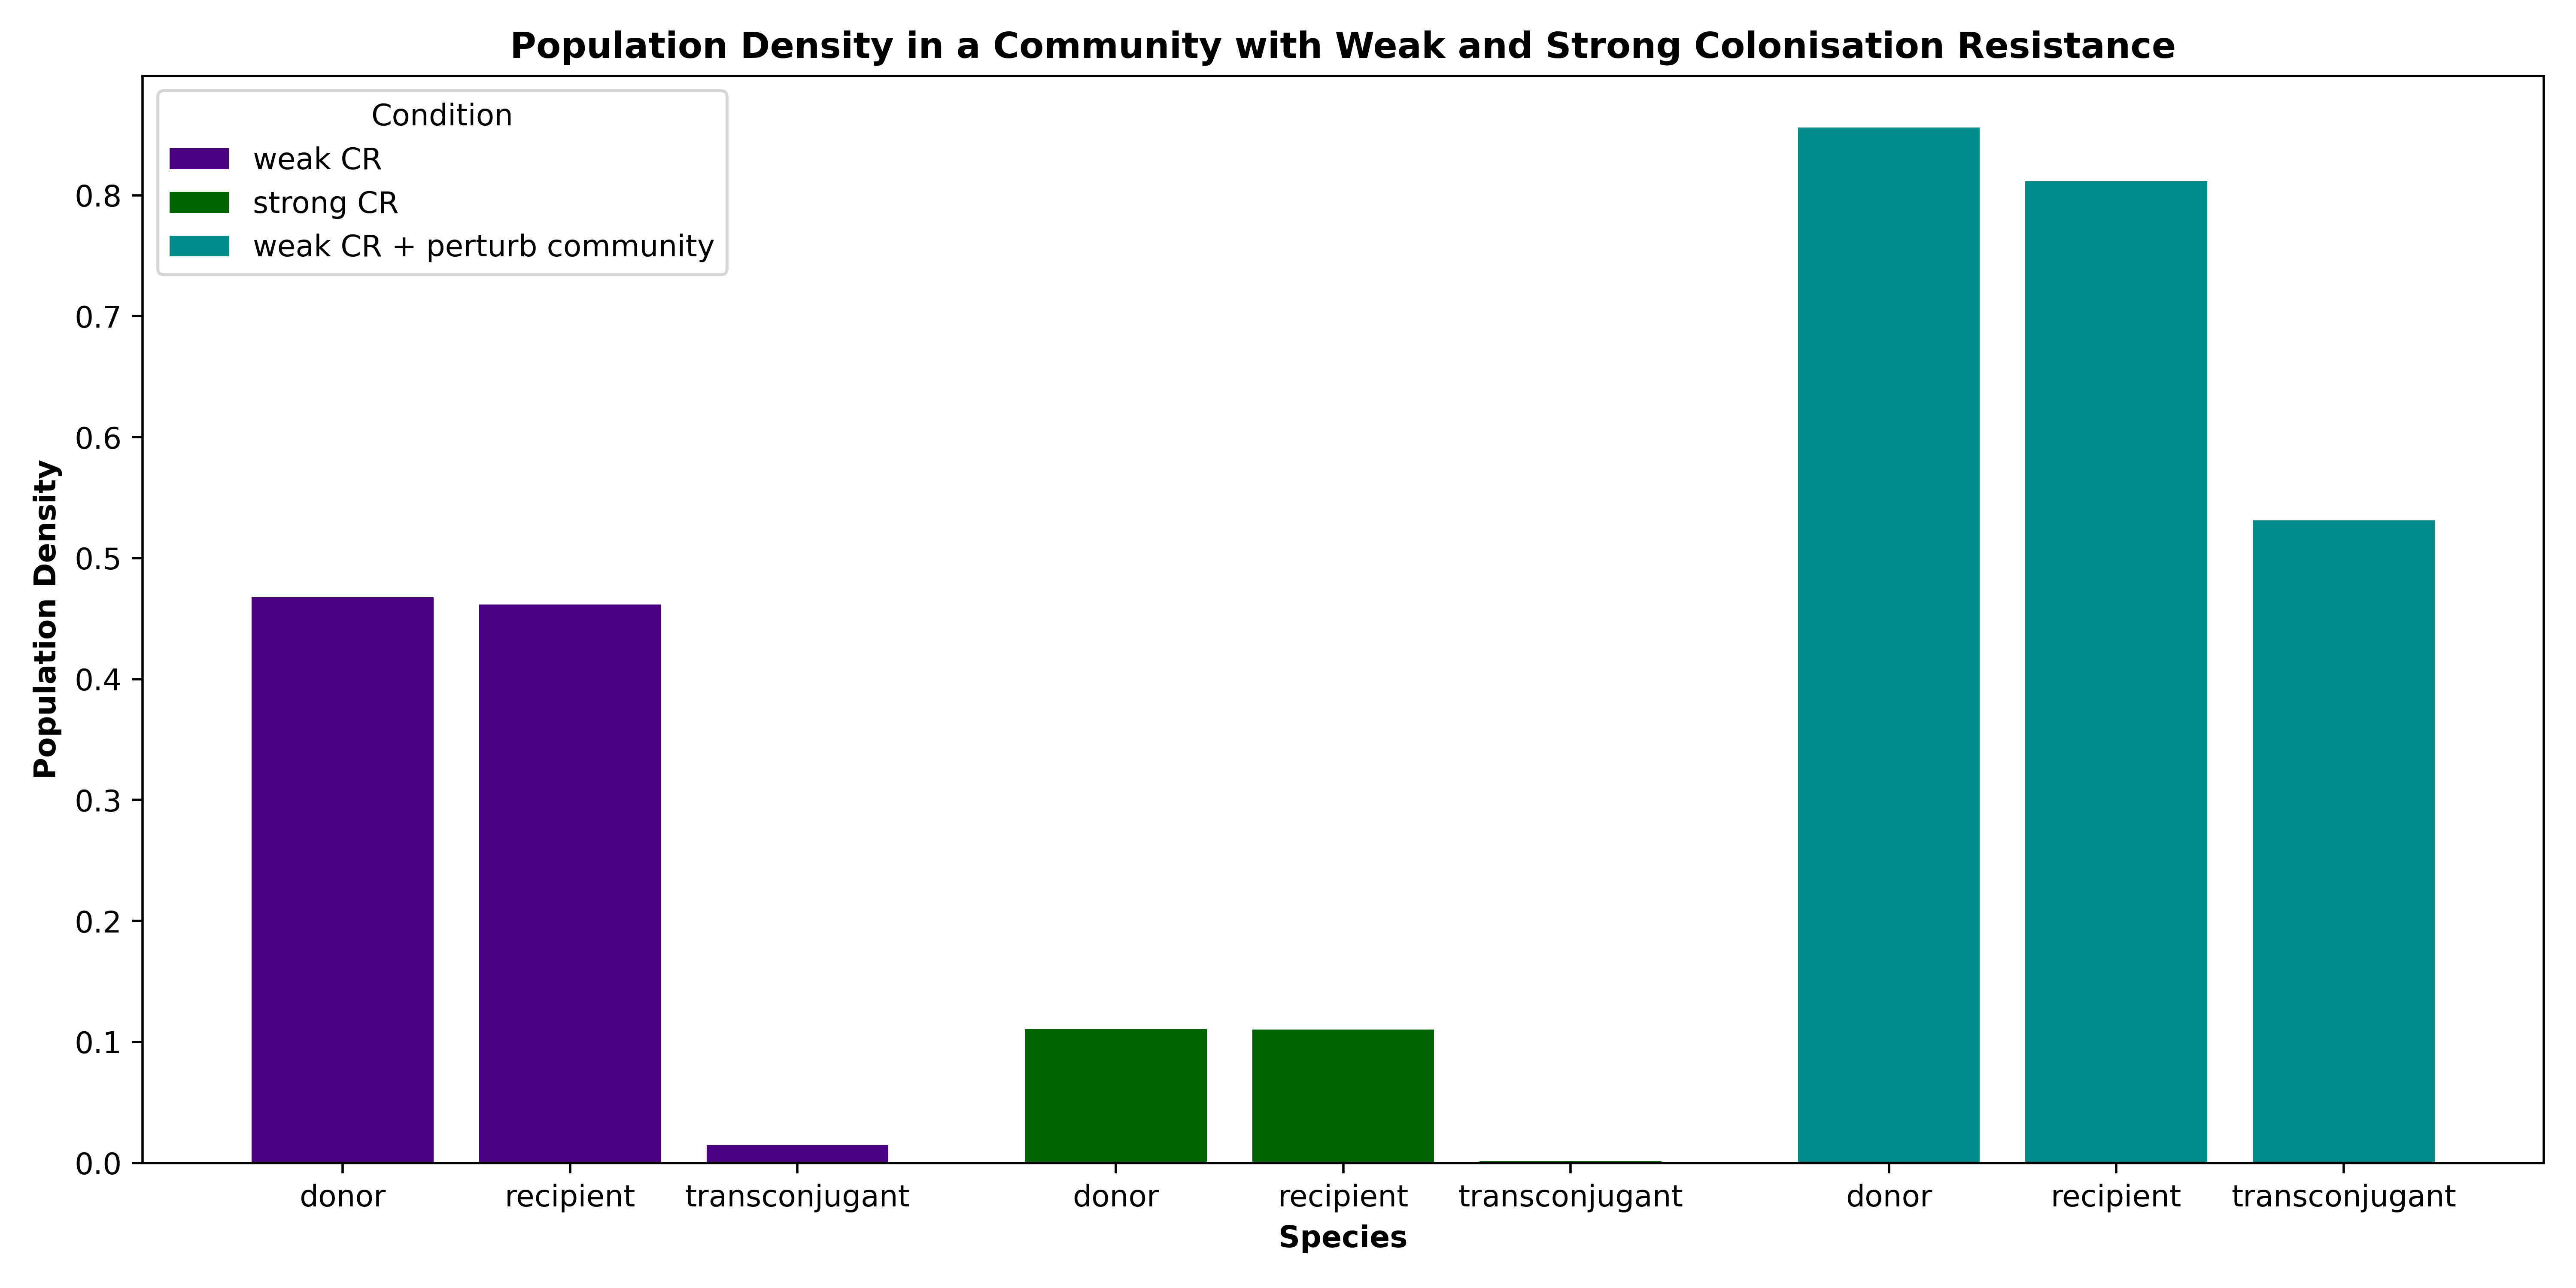 Population Density in a Community with Weak and Strong Colonisation Resistance
Condition
weak CR
strong CR
weak CR + perturb community
Population Density
0.8
0.7
0.6
0.5
0.4
0.3
0.2
0.1
0.0
donor recipient transconjugant donor recipient transconjugant donor recipient transconjugant
Species